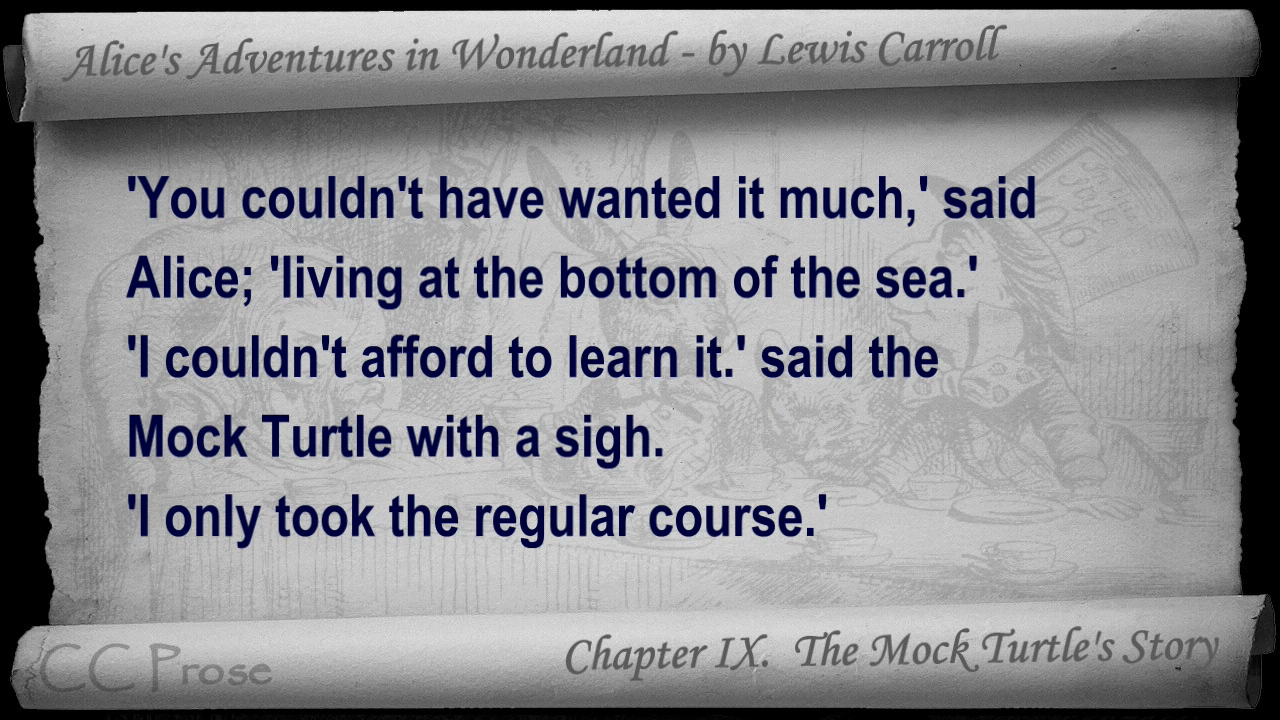 Alice's Adventures in Wonderland - by Lewis Carroll
'You couldn't have wanted it much,' said
Alice; 'living at the bottom of the sea.'
'I couldn't afford to learn it.' said the
Mock Turtle with a sigh.
'I only took the regular course.'
CC Prose
Chapter IX. The Mock Turtle's Story